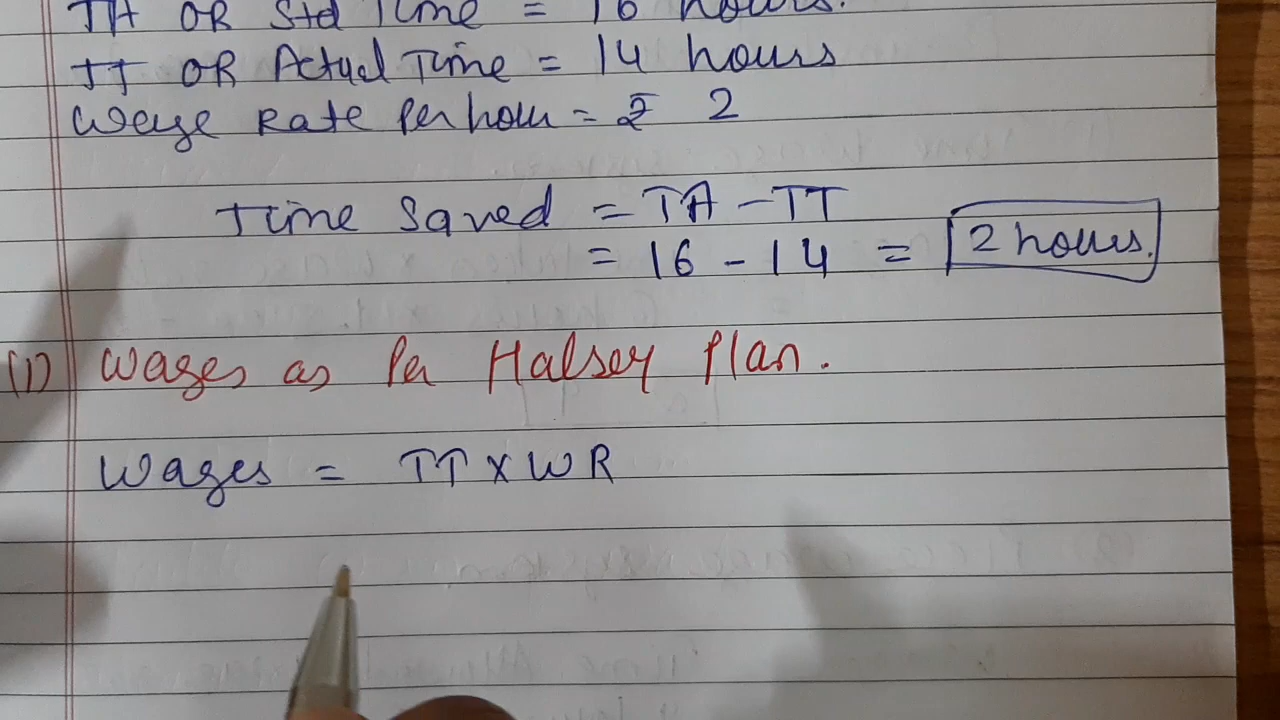 TA OR Std Time = 16 hours.
TT OR Actual Time = 14 hours
Wage Rate Per hour = ₹ 2
Time Saved = TA - TT
= 16 - 14 = 2 hours.
(1) Wages as Per Halsey Plan.
Wages = TT X WR